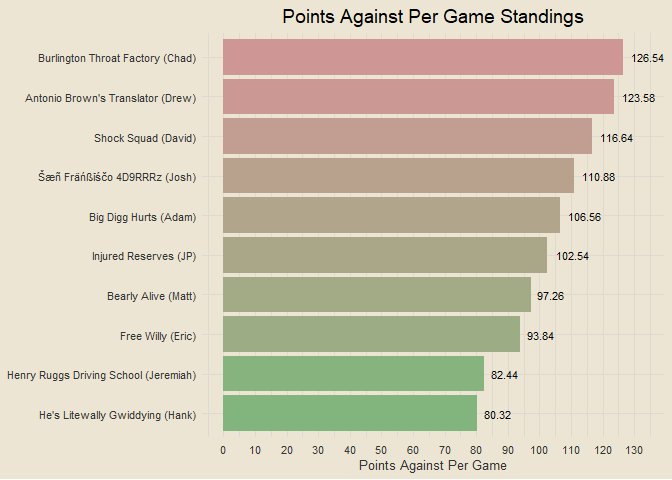 Points Against Per Game Standings
Burlington Throat Factory (Chad) 126.54
Antonio Brown's Translator (Drew) 123.58
Shock Squad (David) 116.64
Šæñ Fräńßïśčo 4D9RRRz (Josh) 110.88
Big Digg Hurts (Adam) 106.56
Injured Reserves (JP) 102.54
Bearly Alive (Matt) 97.26
Free Willy (Eric) 93.84
Henry Ruggs Driving School (Jeremiah) 82.44
He's Litewally Gwiddying (Hank) 80.32
0 10 20 30 40 50 60 70 80 90 100 110 120 130
Points Against Per Game